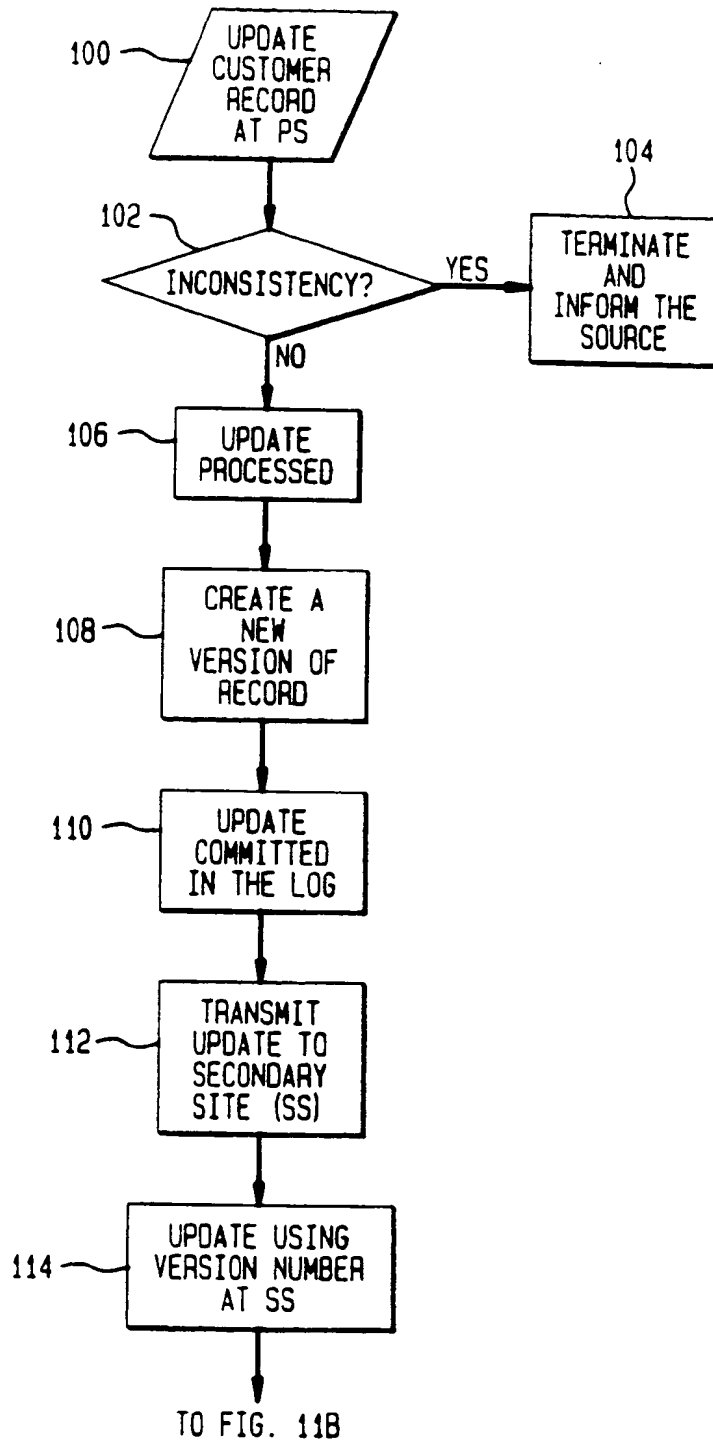 100
UPDATE
CUSTOMER
RECORD
AT PS
102
INCONSISTENCY?
YES
104
TERMINATE
AND
INFORM THE
SOURCE
NO
106
UPDATE
PROCESSED
108
CREATE A
NEW
VERSION OF
RECORD
110
UPDATE
COMMITTED
IN THE LOG
112
TRANSMIT
UPDATE TO
SECONDARY
SITE (SS)
114
UPDATE USING
VERSION NUMBER
AT SS
TO FIG. 11B